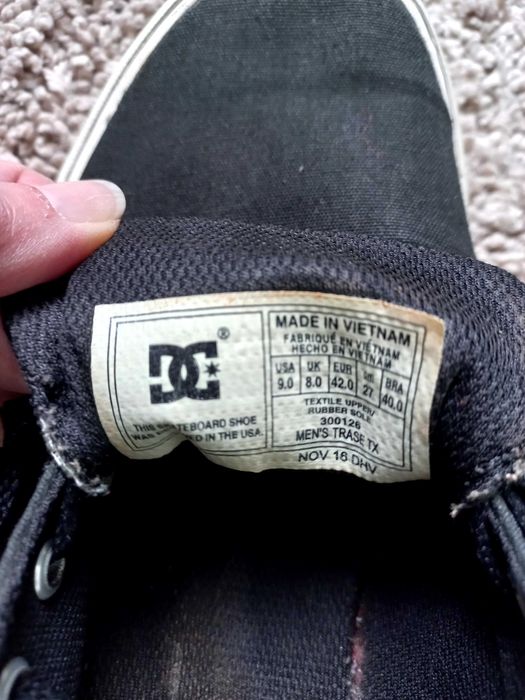 DC ®
THIS SKATEBOARD SHOE
WAS IN THE USA.
MADE IN VIETNAM
FABRIQUÉ EN VIETNAM
HECHO EN VIETNAM
USA UK EUR BRA
9.0 8.0 42.0 27 40.0
TEXTILE UPPER/
RUBBER SOLE
300126
MEN'S TRASE TX
NOV 18 DHV